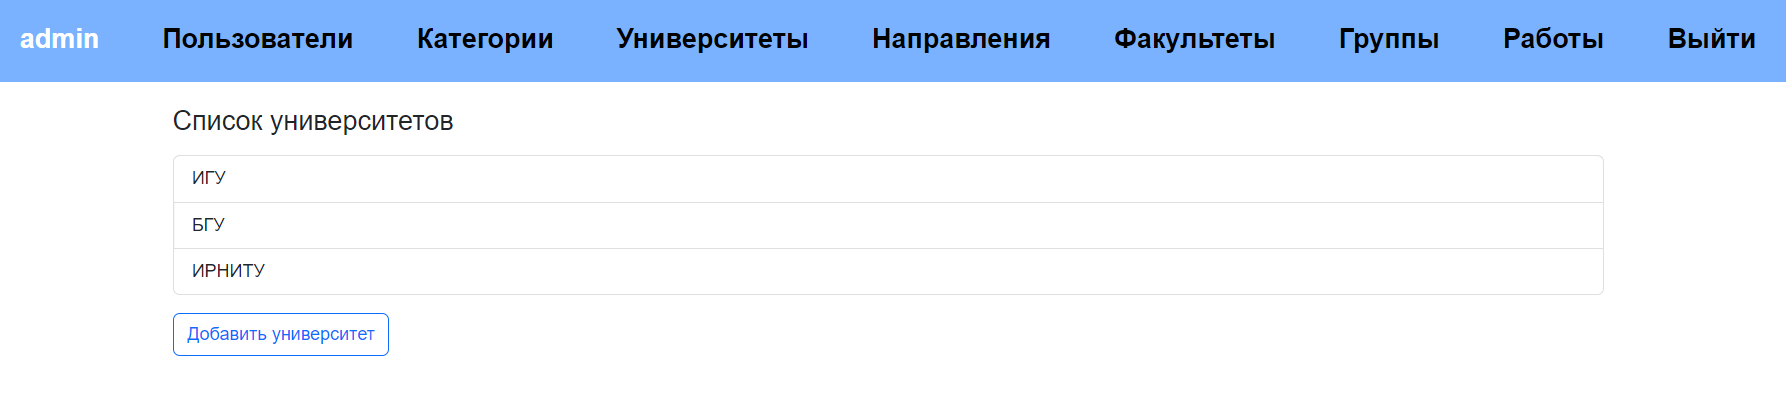 admin Пользователи Категории Университеты Направления Факультеты Группы Работы Выйти
Список университетов
ИГУ
БГУ
ИРНИТУ
Добавить университет